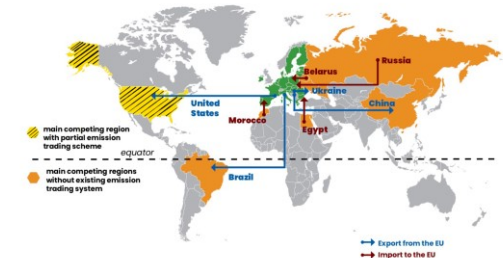 Russia
Belarus
Ukraine
United
States
China
Morocco
Egypt
main competing region
with partial emission
trading scheme
equator
main competing regions
without existing emission
trading system
Brazil
Export from the EU
Import to the EU